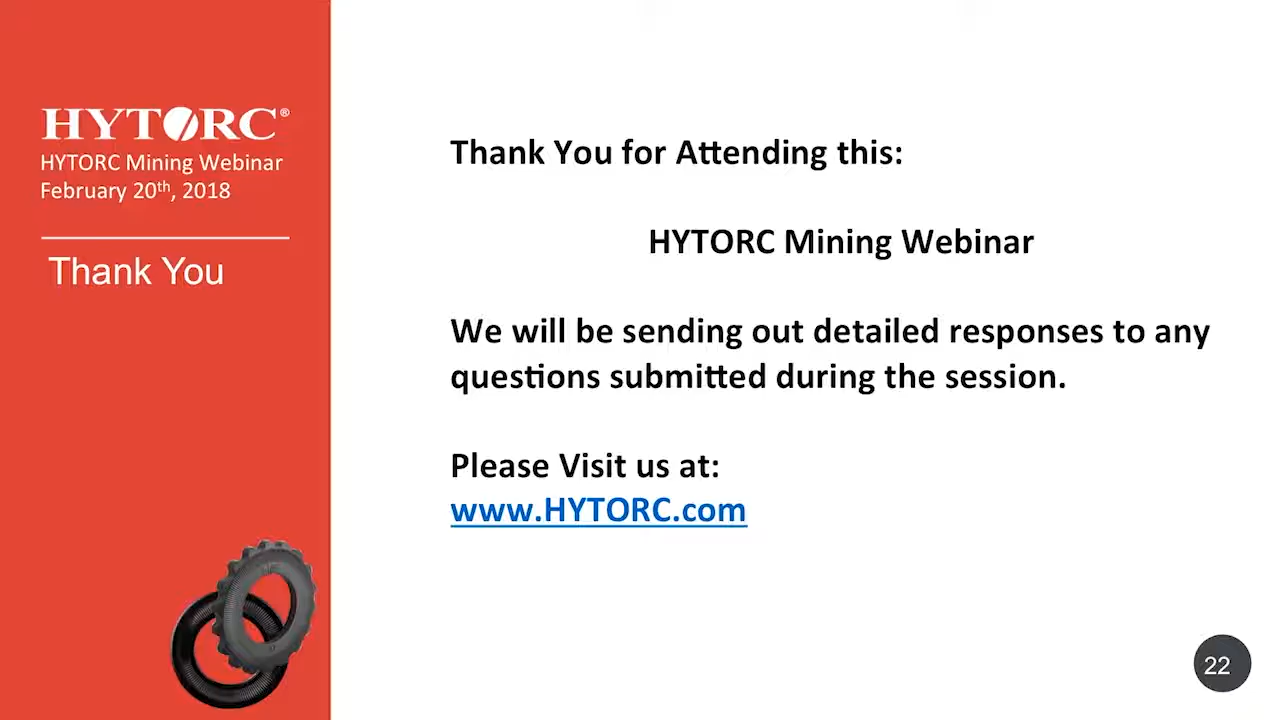 HYTORC®
HYTORC Mining Webinar
February 20th, 2018
Thank You
Thank You for Attending this:
HYTORC Mining Webinar
We will be sending out detailed responses to any
questions submitted during the session.
Please Visit us at:
www.HYTORC.com
22